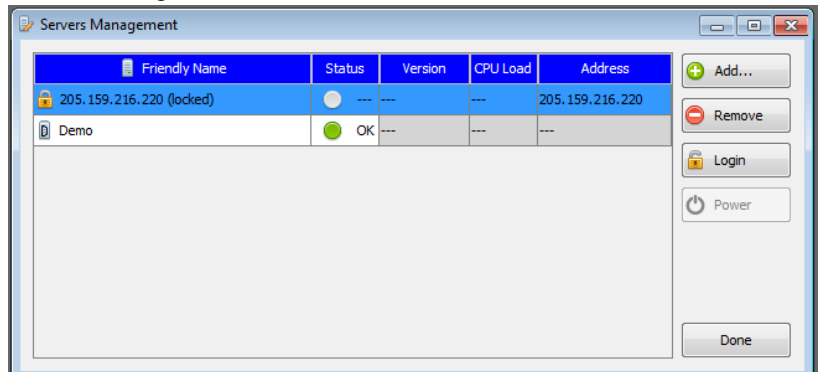 Servers Management
Friendly Name Status Version CPU Load Address
205.159.216.220 (locked) --- --- --- 205.159.216.220
D Demo OK --- --- ---
Add...
Remove
Login
Power
Done